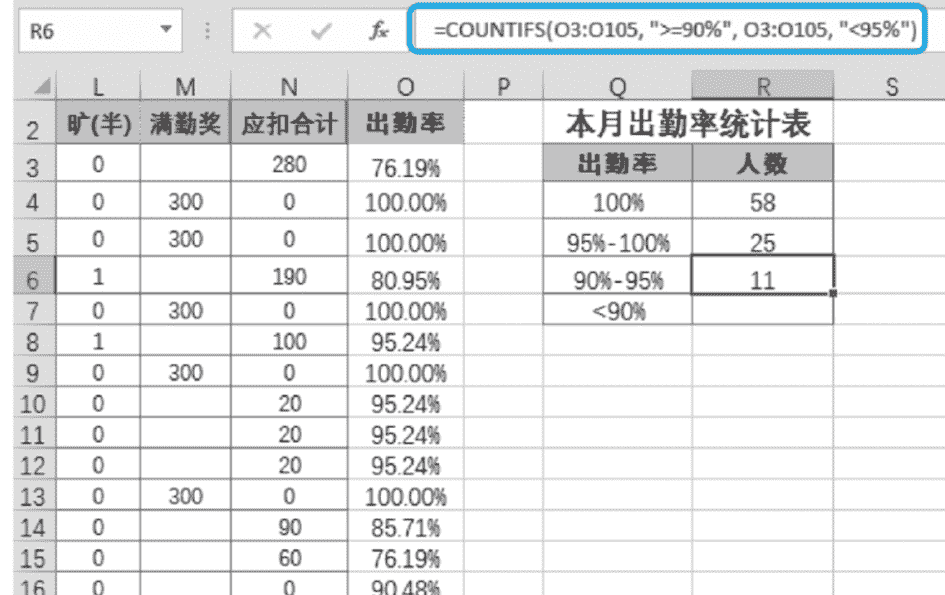 R6 fx =COUNTIFS(O3:O105, ">=90%", O3:O105, "<95%")
L M N O P Q R S
2 旷(半) 满勤奖 应扣合计 出勤率 本月出勤率统计表
3 0 280 76.19% 出勤率 人数
4 0 300 0 100.00% 100% 58
5 0 300 0 100.00% 95%-100% 25
6 1 190 80.95% 90%-95% 11
7 0 300 0 100.00% <90%
8 1 100 95.24%
9 0 300 0 100.00%
10 0 20 95.24%
11 0 20 95.24%
12 0 20 95.24%
13 0 300 0 100.00%
14 0 90 85.71%
15 0 60 76.19%
16 0 0 90.48%